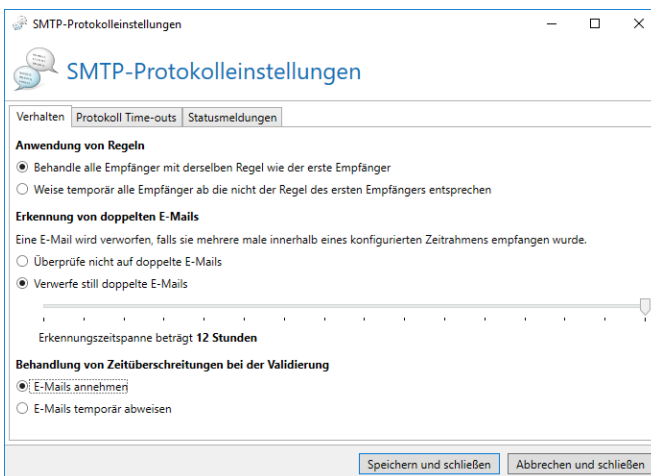 SMTP-Protokolleinstellungen
SMTP-Protokolleinstellungen
Verhalten Protokoll Time-outs Statusmeldungen
Anwendung von Regeln
Behandle alle Empfänger mit derselben Regel wie der erste Empfänger
Weise temporär alle Empfänger ab die nicht der Regel des ersten Empfängers entsprechen
Erkennung von doppelten E-Mails
Eine E-Mail wird verworfen, falls sie mehrere male innerhalb eines konfigurierten Zeitrahmens empfangen wurde.
Überprüfe nicht auf doppelte E-Mails
Verwerfe still doppelte E-Mails
Erkennungszeitspanne beträgt 12 Stunden
Behandlung von Zeitüberschreitungen bei der Validierung
E-Mails annehmen
E-Mails temporär abweisen
Speichern und schließen Abbrechen und schließen